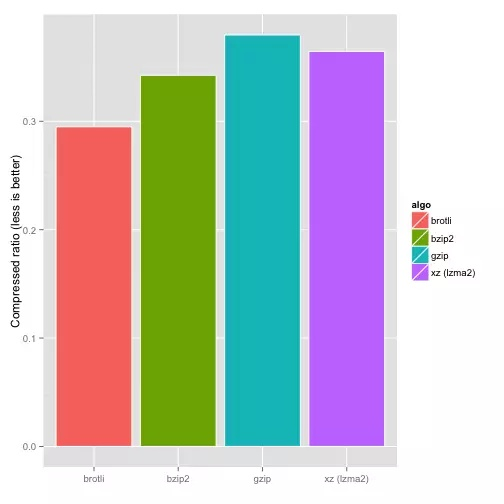 Compressed ratio (less is better)
0.3
0.2
0.1
0.0
brotli
bzip2
gzip
xz (lzma2)
algo
brotli
bzip2
gzip
xz (lzma2)